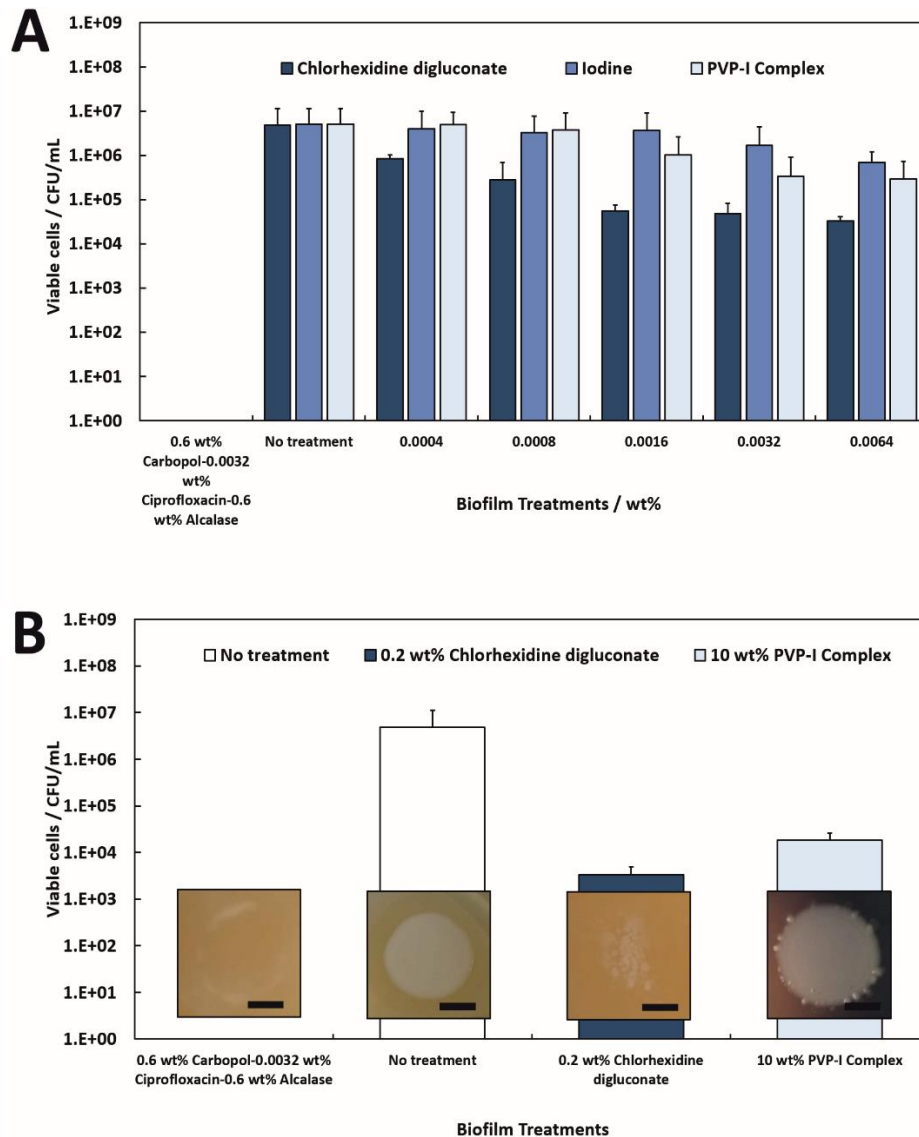 A
1.E+09
1.E+08
1.E+07
1.E+06
1.E+05
1.E+04
1.E+03
1.E+02
1.E+01
1.E+00
Viable cells / CFU/mL
Chlorhexidine digluconate Iodine PVP-I Complex
0.6 wt%
Carbopol-0.0032
wt%
Ciprofloxacin-0.6
wt% Alcalase
No treatment 0.0004 0.0008 0.0016 0.0032 0.0064
Biofilm Treatments / wt%
B
1.E+09
1.E+08
1.E+07
1.E+06
1.E+05
1.E+04
1.E+03
1.E+02
1.E+01
1.E+00
Viable cells / CFU/mL
No treatment 0.2 wt% Chlorhexidine digluconate 10 wt% PVP-I Complex
0.6 wt% Carbopol-0.0032 wt%
Ciprofloxacin-0.6 wt% Alcalase
No treatment
0.2 wt% Chlorhexidine
digluconate
10 wt% PVP-I Complex
Biofilm Treatments